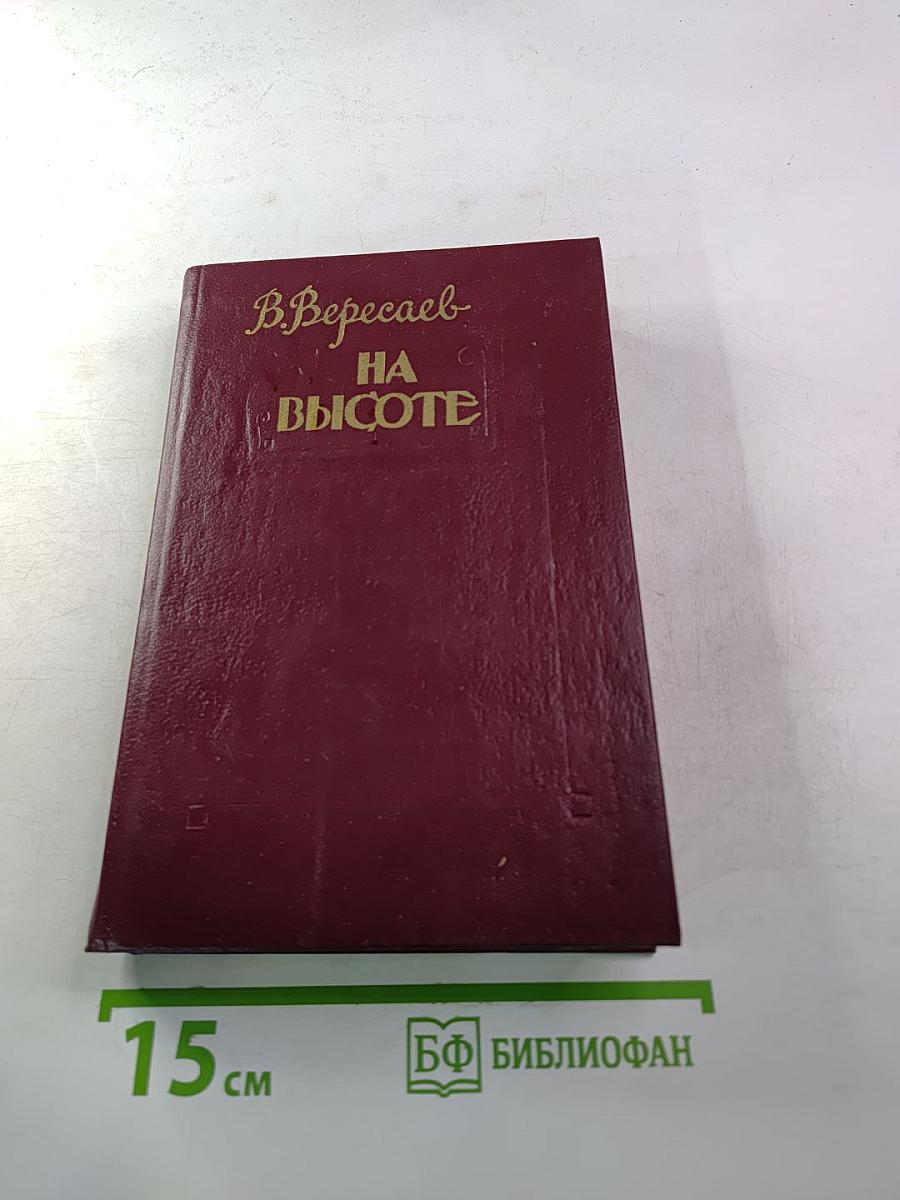 В. Вересаев
НА
ВЫСОТЕ
15 см
БФ БИБЛИОФАН